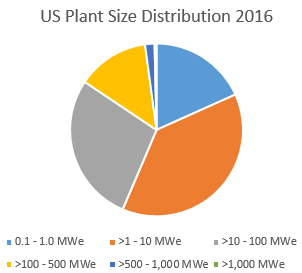 US Plant Size Distribution 2016
0.1 - 1.0 MWe >1 - 10 MWe >10 - 100 MWe
>100 - 500 MWe >500 - 1,000 MWe >1,000 MWe